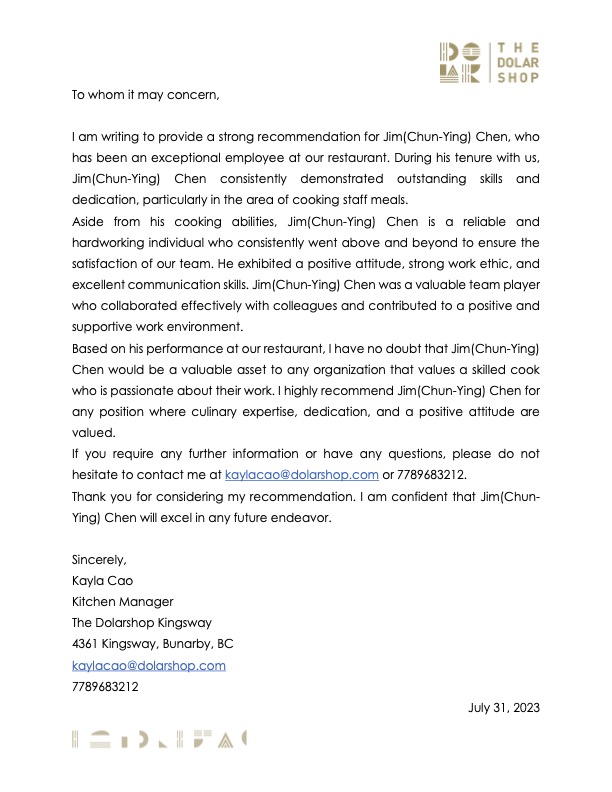 THE
DOLAR
SHOP
To whom it may concern,
I am writing to provide a strong recommendation for Jim(Chun-Ying) Chen, who
has been an exceptional employee at our restaurant. During his tenure with us,
Jim(Chun-Ying) Chen consistently demonstrated outstanding skills and
dedication, particularly in the area of cooking staff meals.
Aside from his cooking abilities, Jim(Chun-Ying) Chen is a reliable and
hardworking individual who consistently went above and beyond to ensure the
satisfaction of our team. He exhibited a positive attitude, strong work ethic, and
excellent communication skills. Jim(Chun-Ying) Chen was a valuable team player
who collaborated effectively with colleagues and contributed to a positive and
supportive work environment.
Based on his performance at our restaurant, I have no doubt that Jim(Chun-Ying)
Chen would be a valuable asset to any organization that values a skilled cook
who is passionate about their work. I highly recommend Jim(Chun-Ying) Chen for
any position where culinary expertise, dedication, and a positive attitude are
valued.
If you require any further information or have any questions, please do not
hesitate to contact me at kaylacao@dolarshop.com or 7789683212.
Thank you for considering my recommendation. I am confident that Jim(Chun-
Ying) Chen will excel in any future endeavor.
Sincerely,
Kayla Cao
Kitchen Manager
The Dolarshop Kingsway
4361 Kingsway, Bunarby, BC
kaylacao@dolarshop.com
7789683212
July 31, 2023